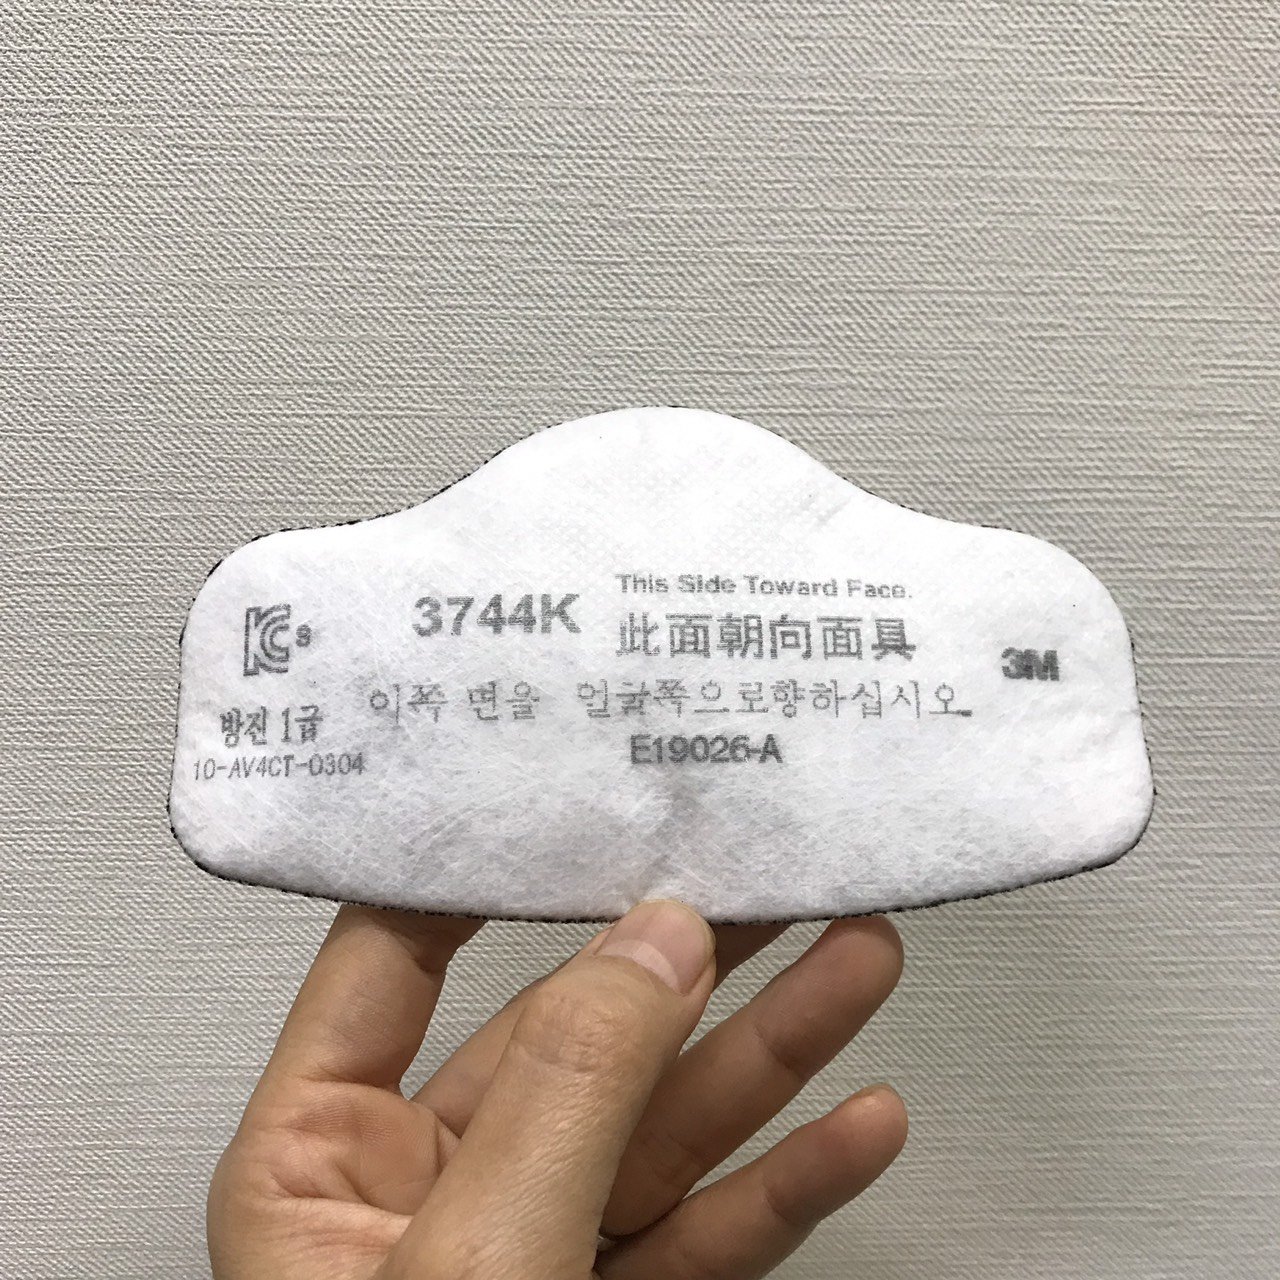 This Side Toward Face.
3744K
此面朝向面具
KCs
3M
이쪽 면을 얼굴쪽으로향하십시오.
방진 1급
E19026-A
10-AV4CT-0304